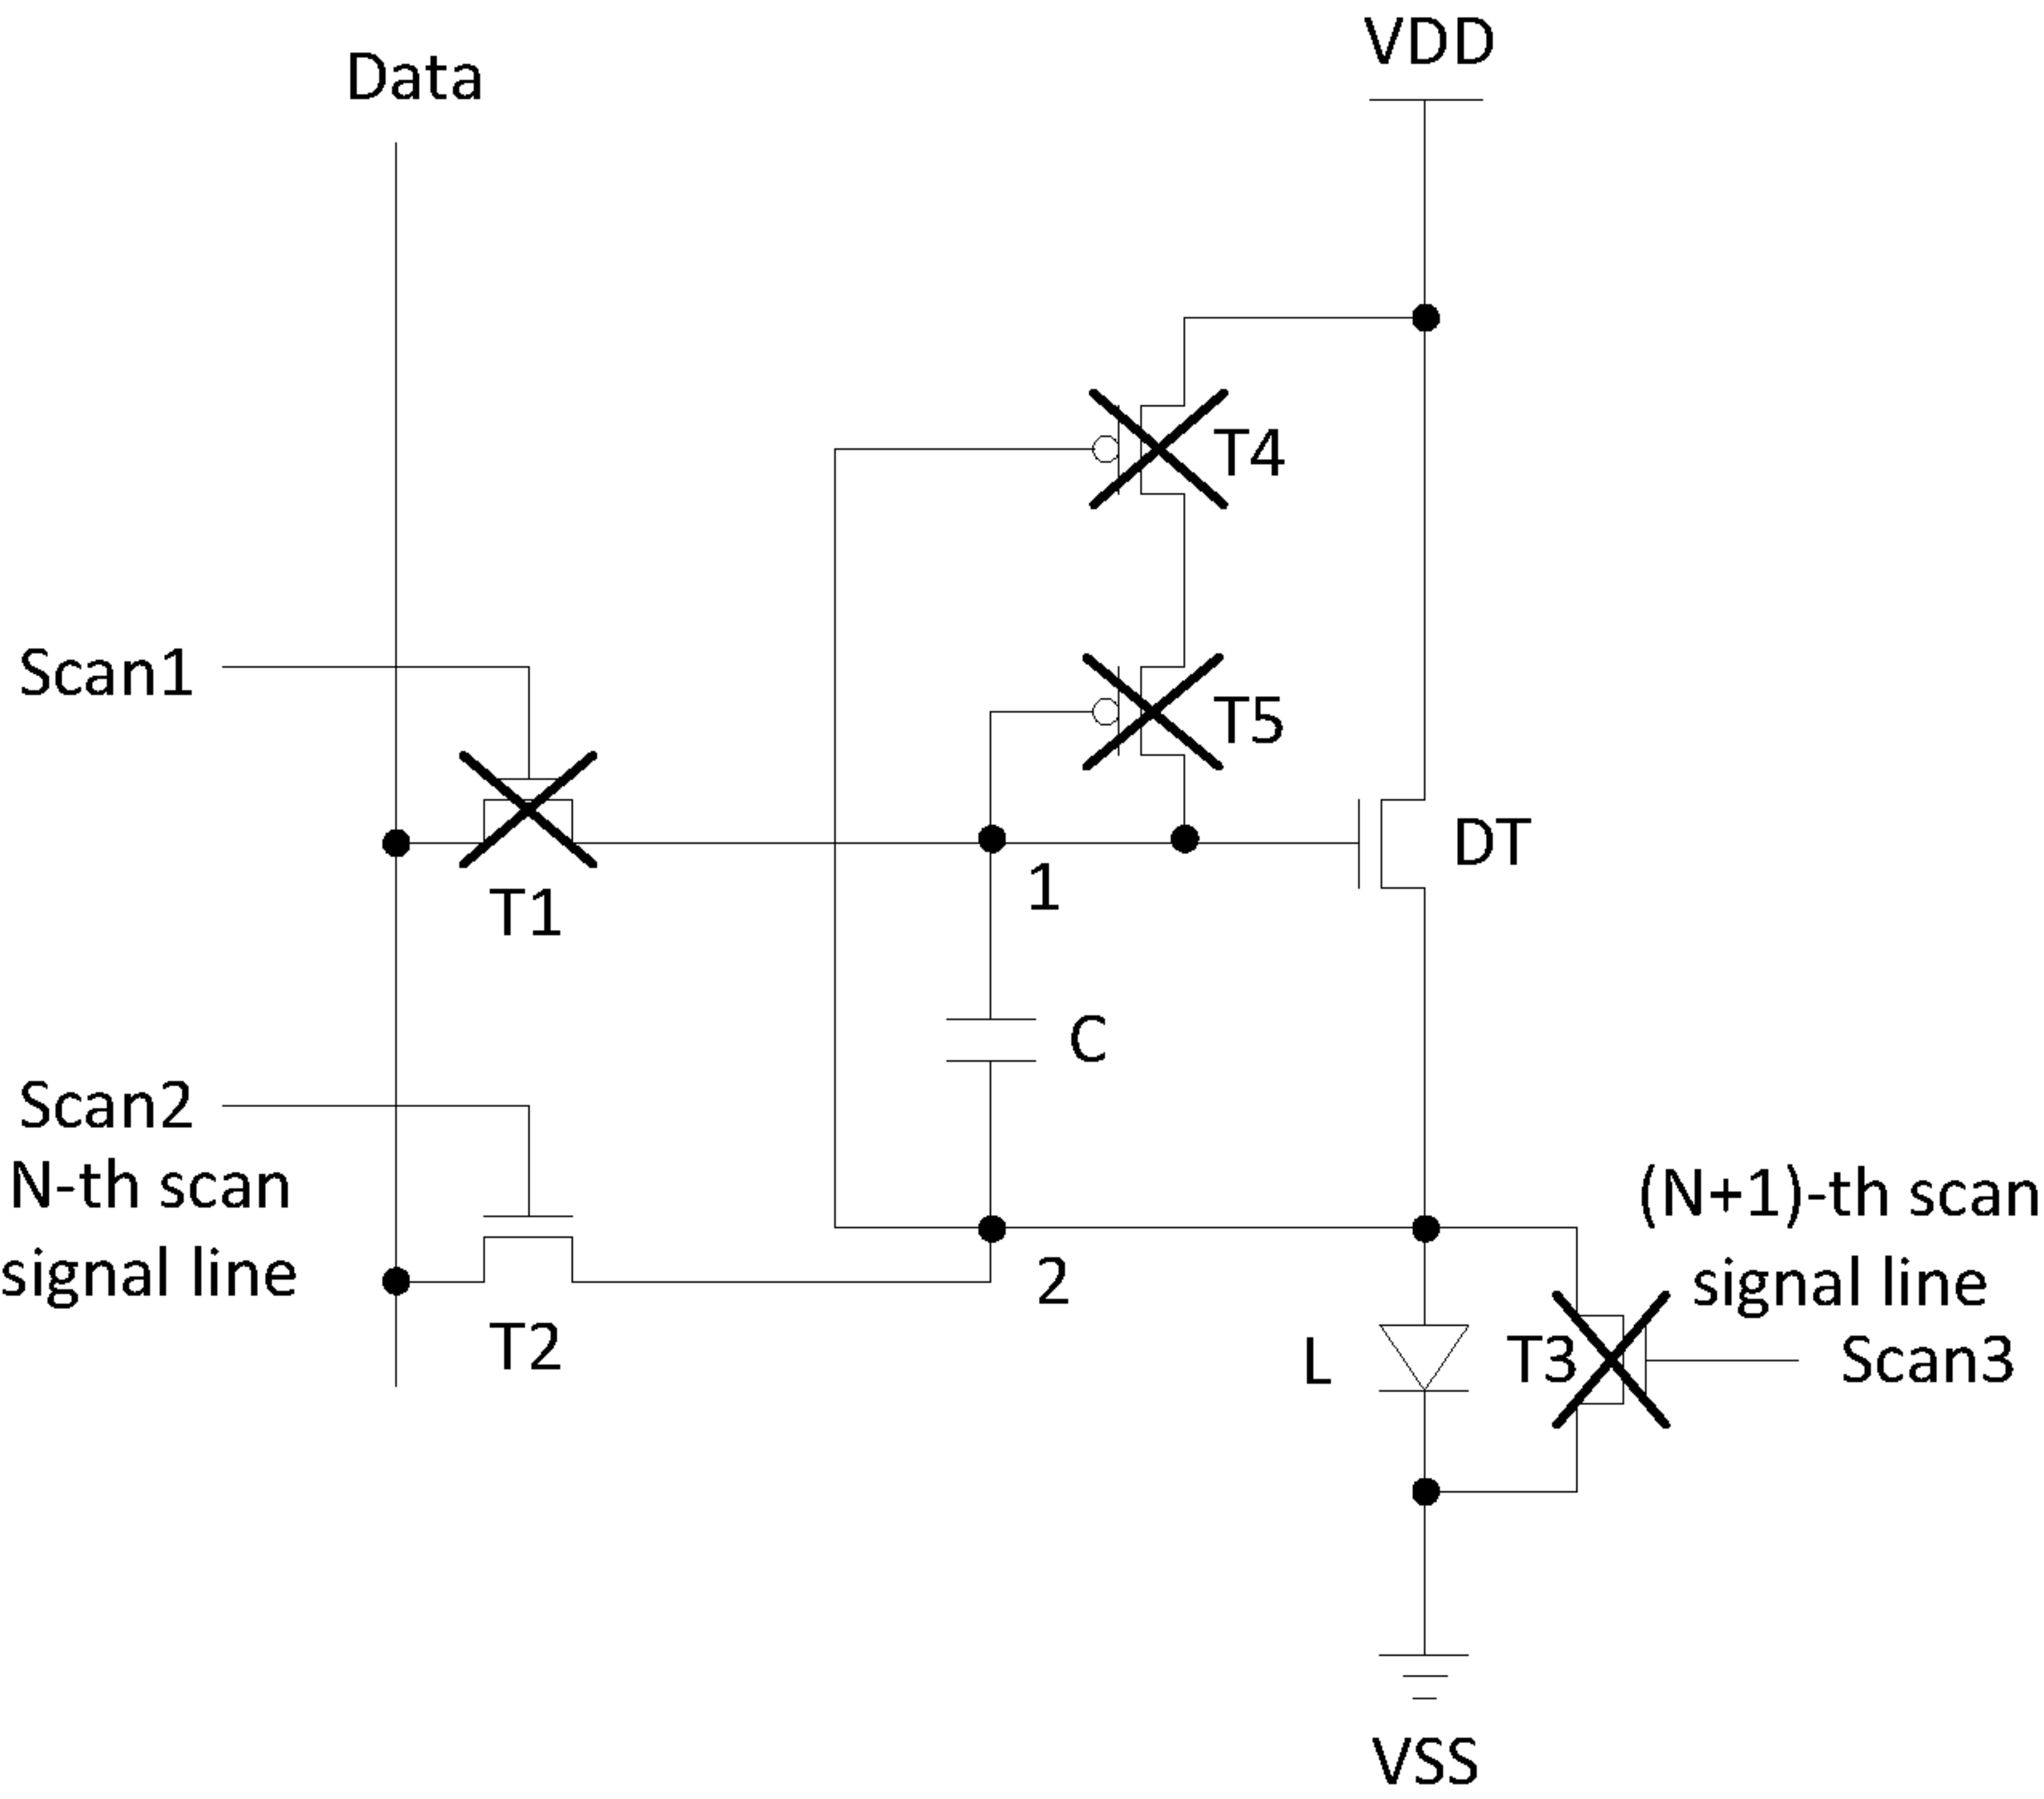 VDD
Data
T4
Scan1
T5
DT
1
T1
C
Scan2
N-th scan
signal line
(N+1)-th scan
signal line
2
T2
L
T3
Scan3
VSS